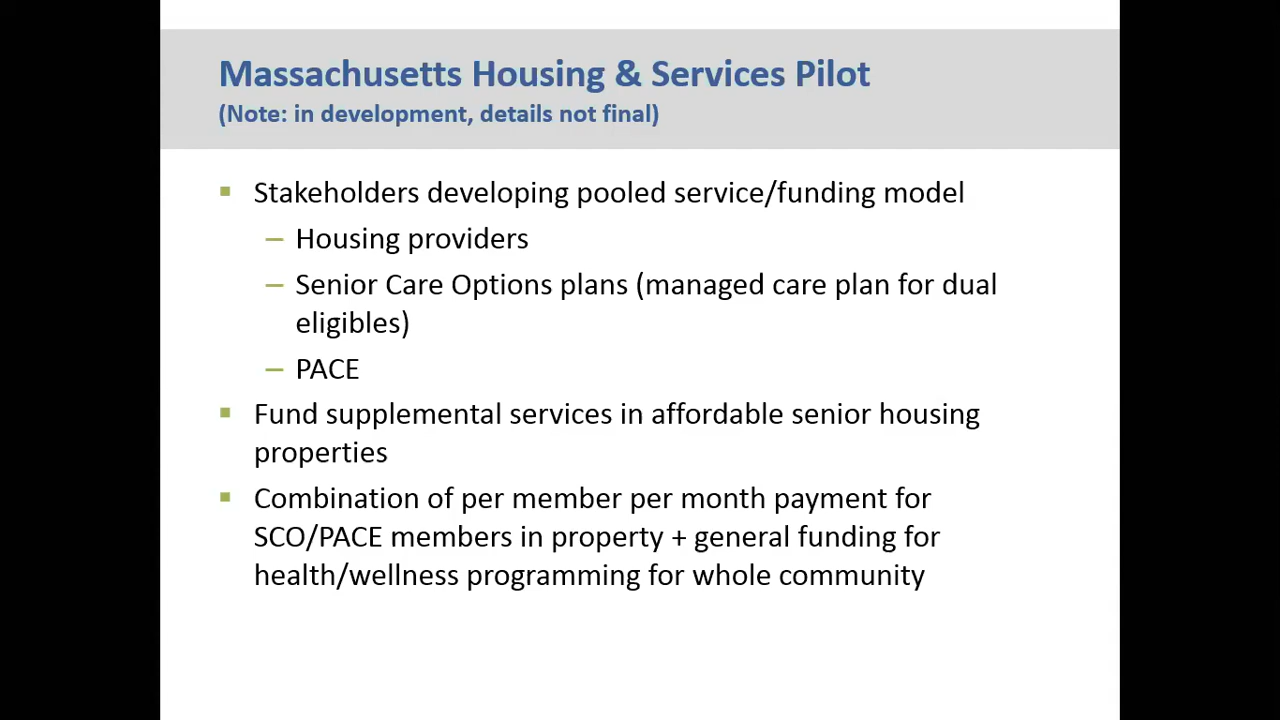 Massachusetts Housing & Services Pilot
(Note: in development, details not final)
▪ Stakeholders developing pooled service/funding model
– Housing providers
– Senior Care Options plans (managed care plan for dual
eligibles)
– PACE
▪ Fund supplemental services in affordable senior housing
properties
▪ Combination of per member per month payment for
SCO/PACE members in property + general funding for
health/wellness programming for whole community